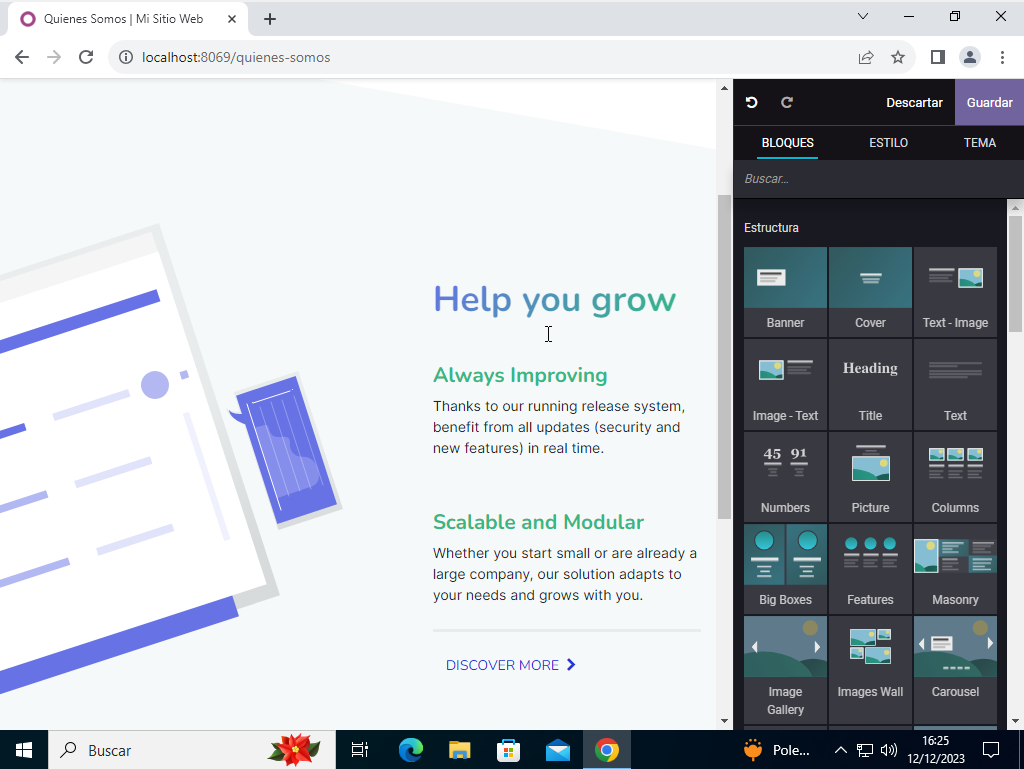 Quienes Somos | Mi Sitio Web
localhost:8069/quienes-somos
Descartar
Guardar
BLOQUES
ESTILO
TEMA
Buscar...
Estructura
Banner
Cover
Text - Image
Heading
Image - Text
Title
Text
45 91
Numbers
Picture
Columns
Big Boxes
Features
Masonry
Image
Gallery
Images Wall
Carousel
Help you grow
Always Improving
Thanks to our running release system,
benefit from all updates (security and
new features) in real time.
Scalable and Modular
Whether you start small or are already a
large company, our solution adapts to
your needs and grows with you.
DISCOVER MORE
Buscar
Pole...
16:25
12/12/2023